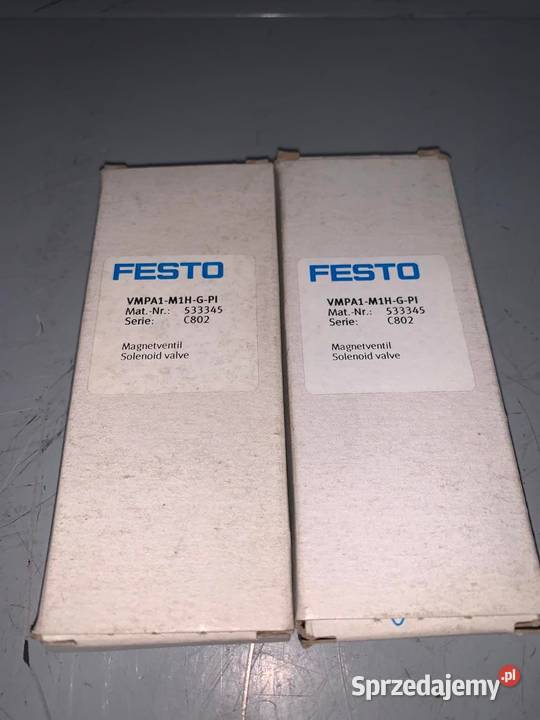 FESTO
VMPA1-M1H-G-PI
Mat.-Nr.: 533345
Serie: C802
Magnetventil
Solenoid valve
FESTO
VMPA1-M1H-G-PI
Mat.-Nr.: 533345
Serie: C802
Magnetventil
Solenoid valve
Sprzedajemy.pl